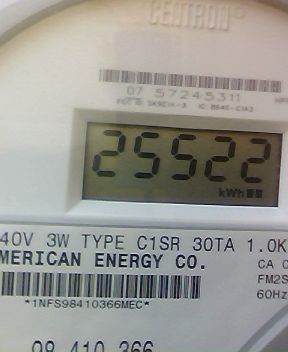 CENTRON
07 57245311
25522
kWh
40V 3W TYPE C1SR 30TA 1.0K
MERICAN ENERGY CO.
CA 0
FM2S
60Hz
*1NFS98410366MEC*
98 410 366